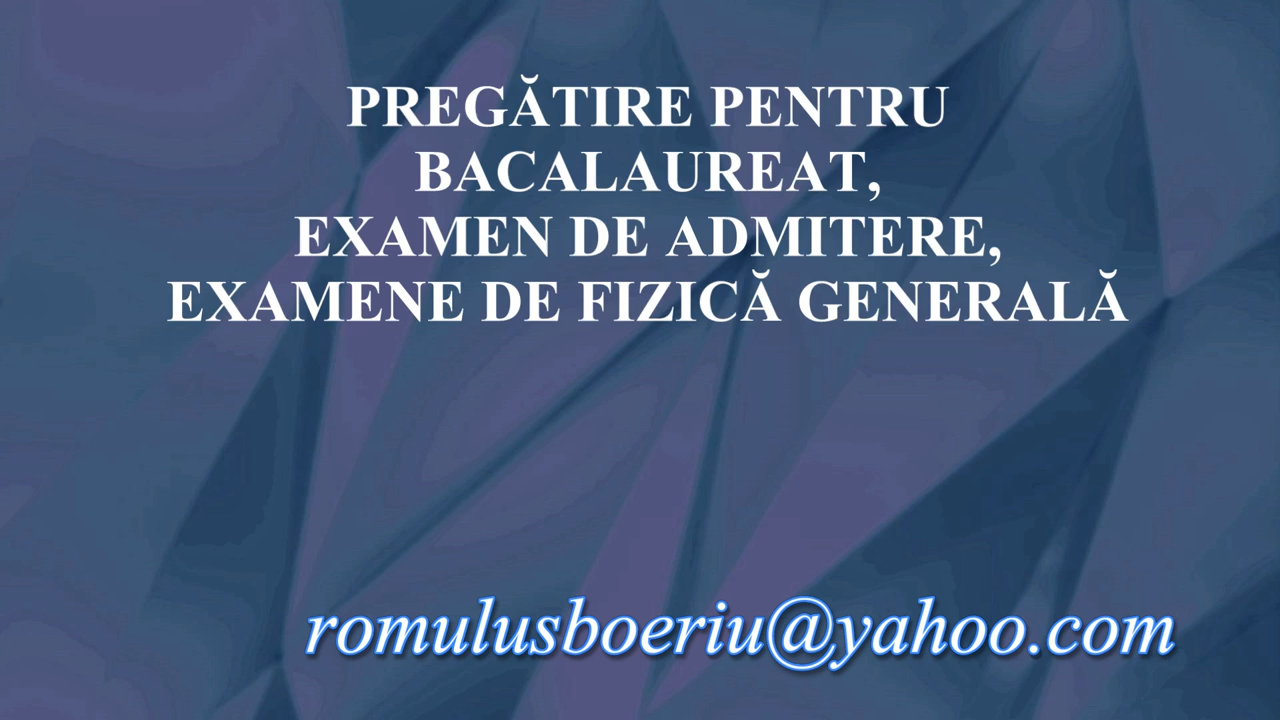 PREGĂTIRE PENTRU
BACALAUREAT,
EXAMEN DE ADMITERE,
EXAMENE DE FIZICĂ GENERALĂ
romulusboeriu@yahoo.com